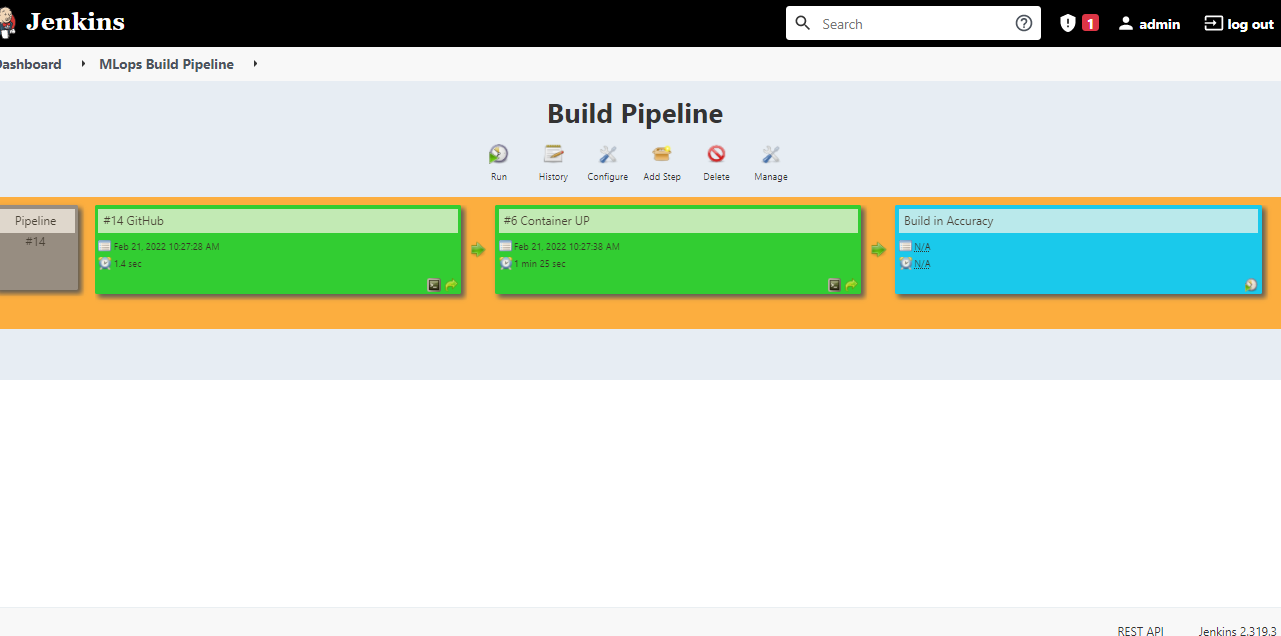 Jenkins
Search
1
admin
log out
Dashboard
MLops Build Pipeline
Build Pipeline
Run
History
Configure
Add Step
Delete
Manage
Pipeline
#14
#14 GitHub
Feb 21, 2022 10:27:28 AM
1.4 sec
#6 Container UP
Feb 21, 2022 10:27:38 AM
1 min 25 sec
Build in Accuracy
N/A
N/A
REST API
Jenkins 2.319.3